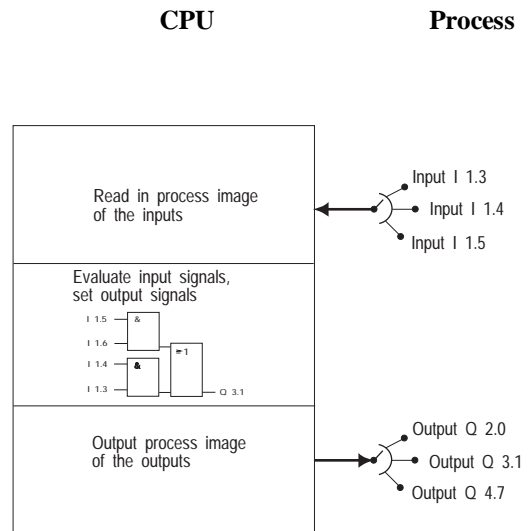 CPU
Process
Read in process image
of the inputs
Input I 1.3
Input I 1.4
Input I 1.5
Evaluate input signals,
set output signals
I 1.5
&
I 1.6
I 1.4
&
I 1.3
≥1
Q 3.1
Output process image
of the outputs
Output Q 2.0
Output Q 3.1
Output Q 4.7